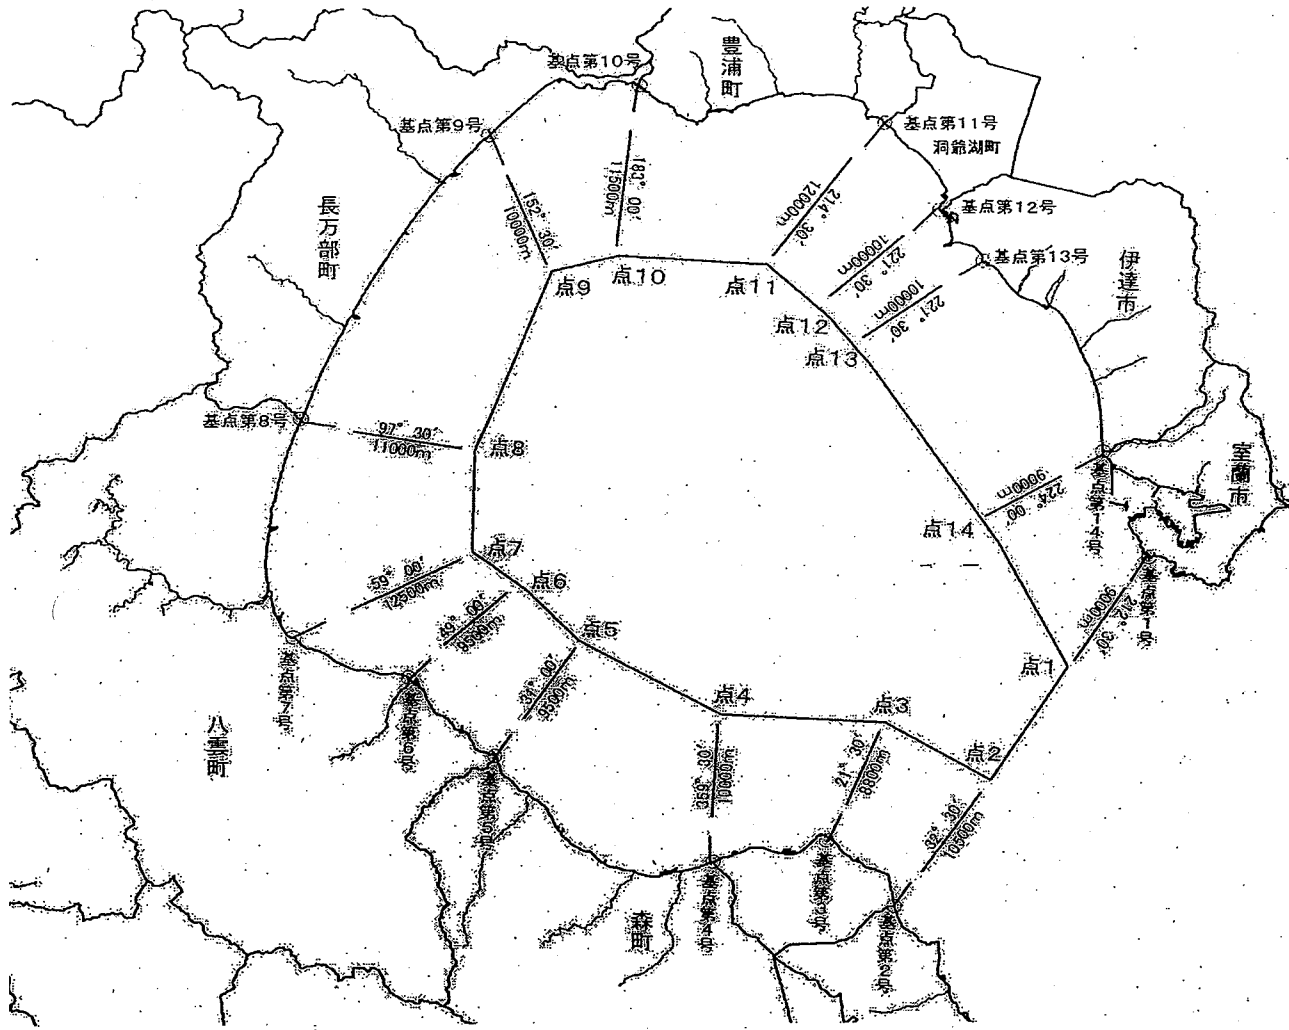 豊浦町
基点第10号
基点第9号
基点第11号
洞爺湖町
183° 00′
11500m
152° 30′
10000m
214° 30′
12000m
基点第12号
長万部町
221° 30′
10000m
基点第13号
伊達市
点9
点10
点11
221° 30′
10000m
点12
点13
基点第8号
97° 30′
11000m
点8
室蘭市
224° 00′
9000m
基点第14号
点14
点7
59° 00′
12500m
点6
49° 00′
9500m
基点第1号
212° 30′
9000m
点5
基点第7号
37° 00′
9500m
点1
基点第6号
点4
点3
八雲町
点2
基点第5号
359° 30′
10000m
21° 30′
8800m
32° 30′
10500m
基点第4号
基点第3号
森町
基点第2号